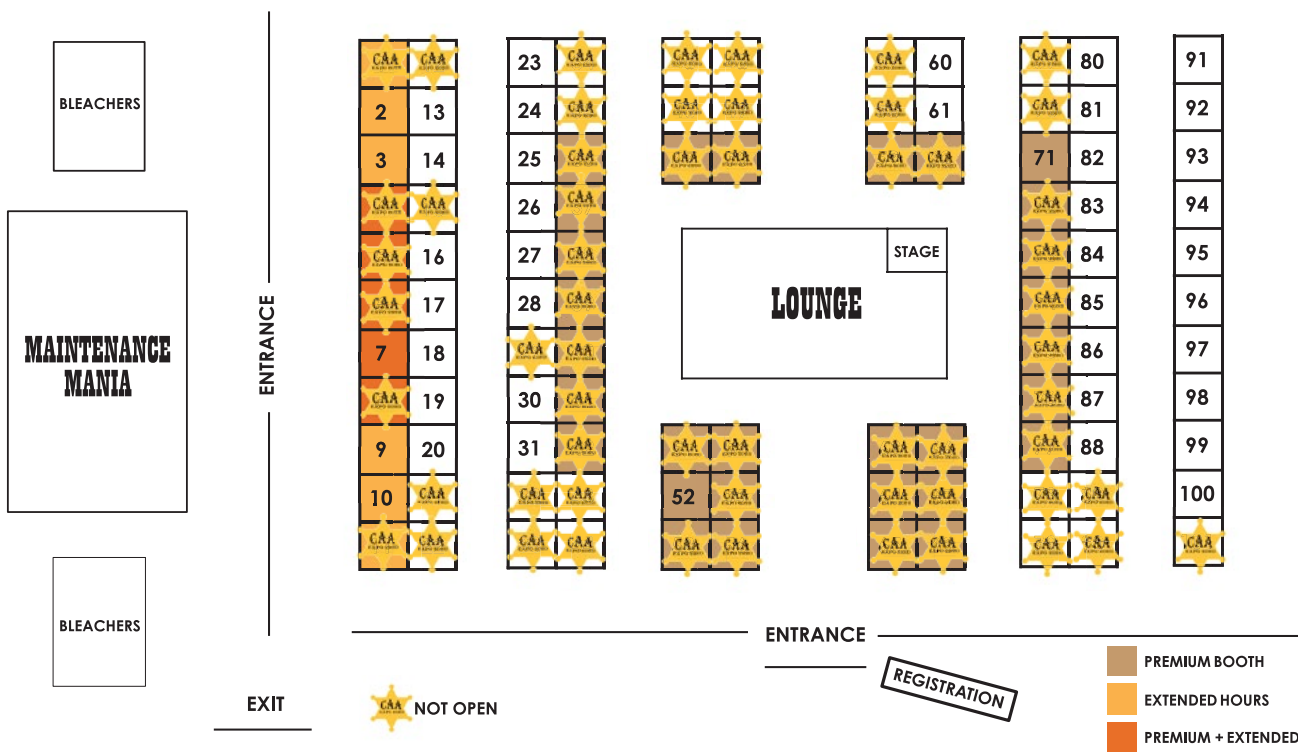 BLEACHERS
MAINTENANCE
MANIA
BLEACHERS
ENTRANCE
EXIT
CAA NOT OPEN
CAA CAA
2 13
3 14
CAA CAA
CAA 16
CAA 17
7 18
CAA 19
9 20
10 CAA
CAA CAA
23 CAA
24 CAA
25 CAA
26 CAA
27 CAA
28 CAA
CAA CAA
30 CAA
31 CAA
CAA CAA
CAA CAA
CAA CAA
CAA CAA
CAA CAA
CAA 60
CAA 61
CAA CAA
STAGE
LOUNGE
CAA CAA
52 CAA
CAA CAA
CAA CAA
CAA CAA
CAA CAA
CAA 80
CAA 81
71 82
CAA 83
CAA 84
CAA 85
CAA 86
CAA 87
CAA 88
CAA CAA
CAA CAA
91
92
93
94
95
96
97
98
99
100
CAA
ENTRANCE
REGISTRATION
PREMIUM BOOTH
EXTENDED HOURS
PREMIUM + EXTENDED